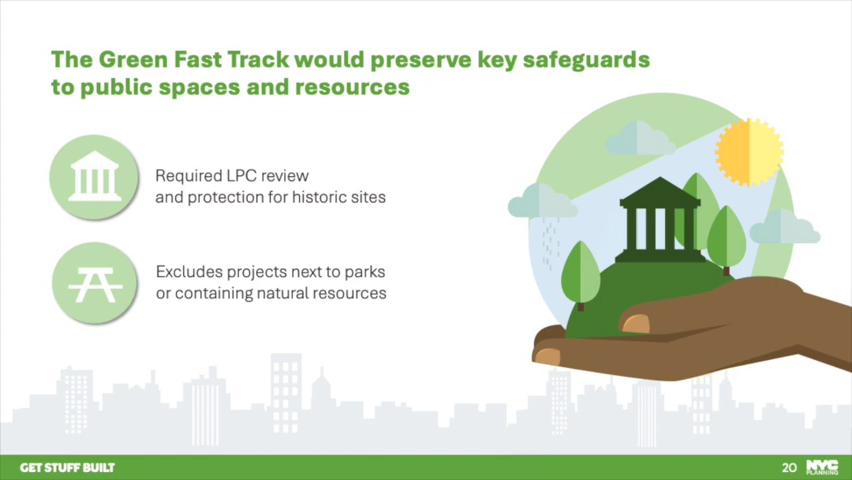 The Green Fast Track would preserve key safeguards
to public spaces and resources
Required LPC review
and protection for historic sites
Excludes projects next to parks
or containing natural resources
GET STUFF BUILT
20
NYC
PLANNING